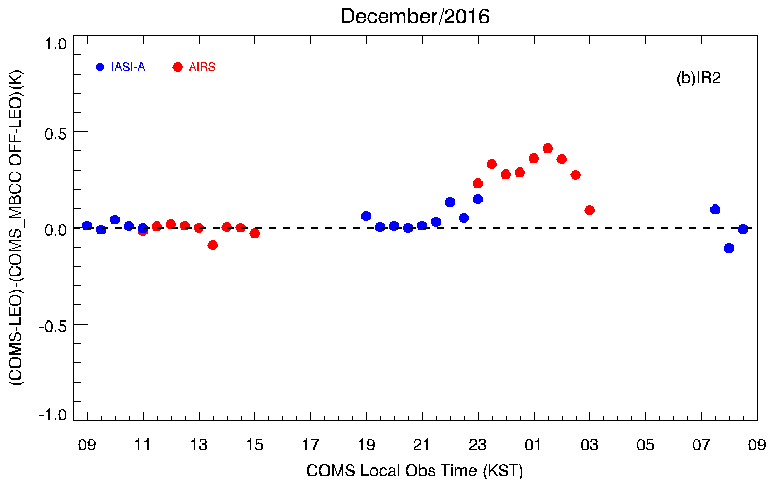 December/2016
(COMS-LEO)-(COMS_MBCC OFF-LEO)(K)
1.0
0.5
0.0
-0.5
-1.0
IASI-A AIRS
(b)IR2
09 11 13 15 17 19 21 23 01 03 05 07 09
COMS Local Obs Time (KST)